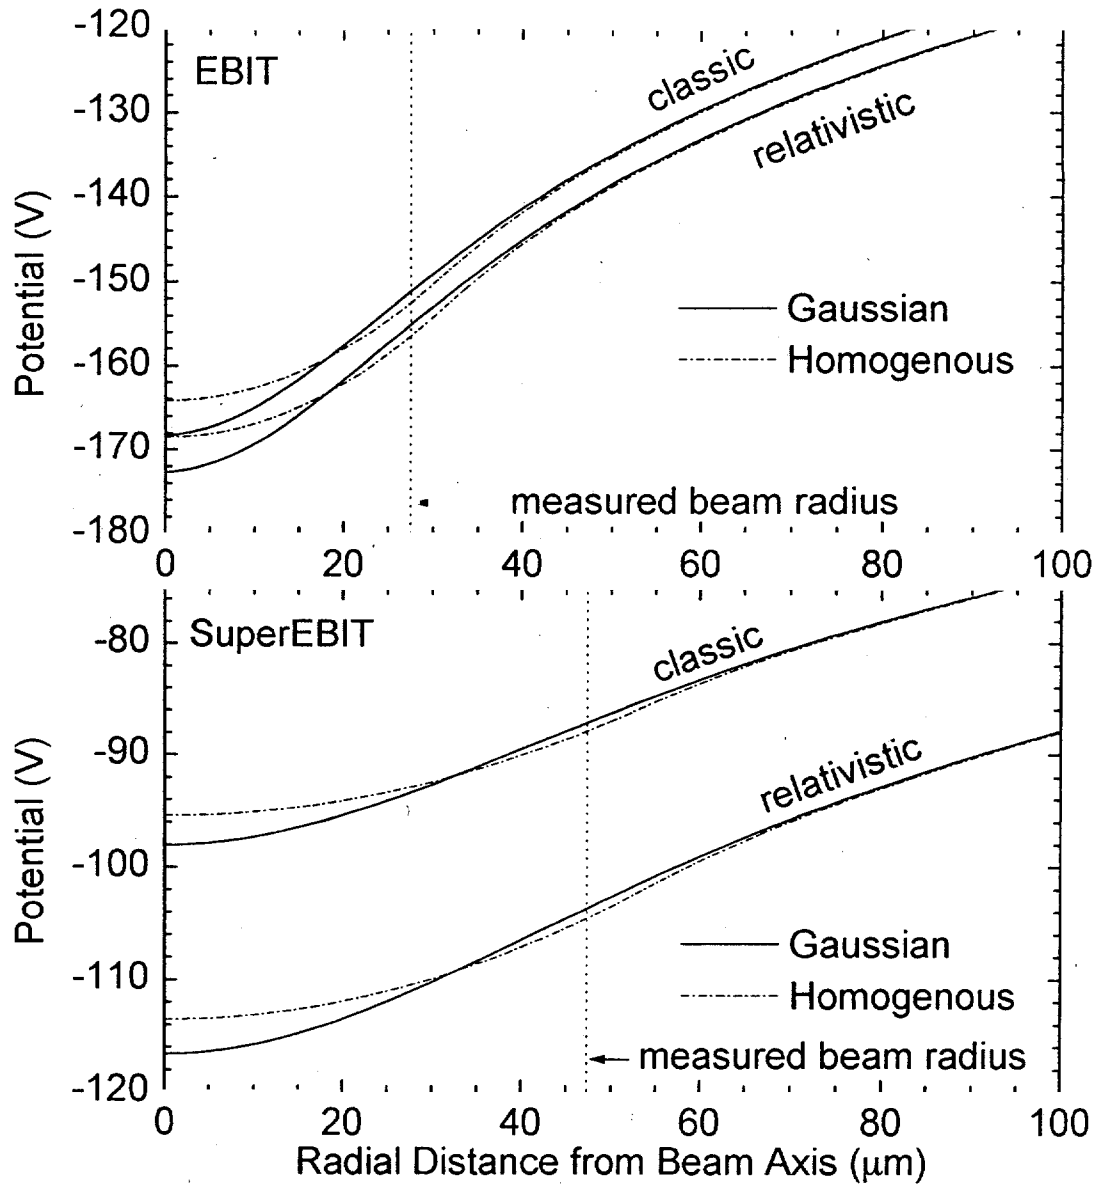 -120
-130
-140
-150
-160
-170
-180
Potential (V)
EBIT
classic
relativistic
Gaussian
Homogenous
measured beam radius
0 20 40 60 80 100
-80
-90
-100
-110
-120
Potential (V)
SuperEBIT
classic
relativistic
Gaussian
Homogenous
measured beam radius
0 20 40 60 80 100
Radial Distance from Beam Axis (μm)